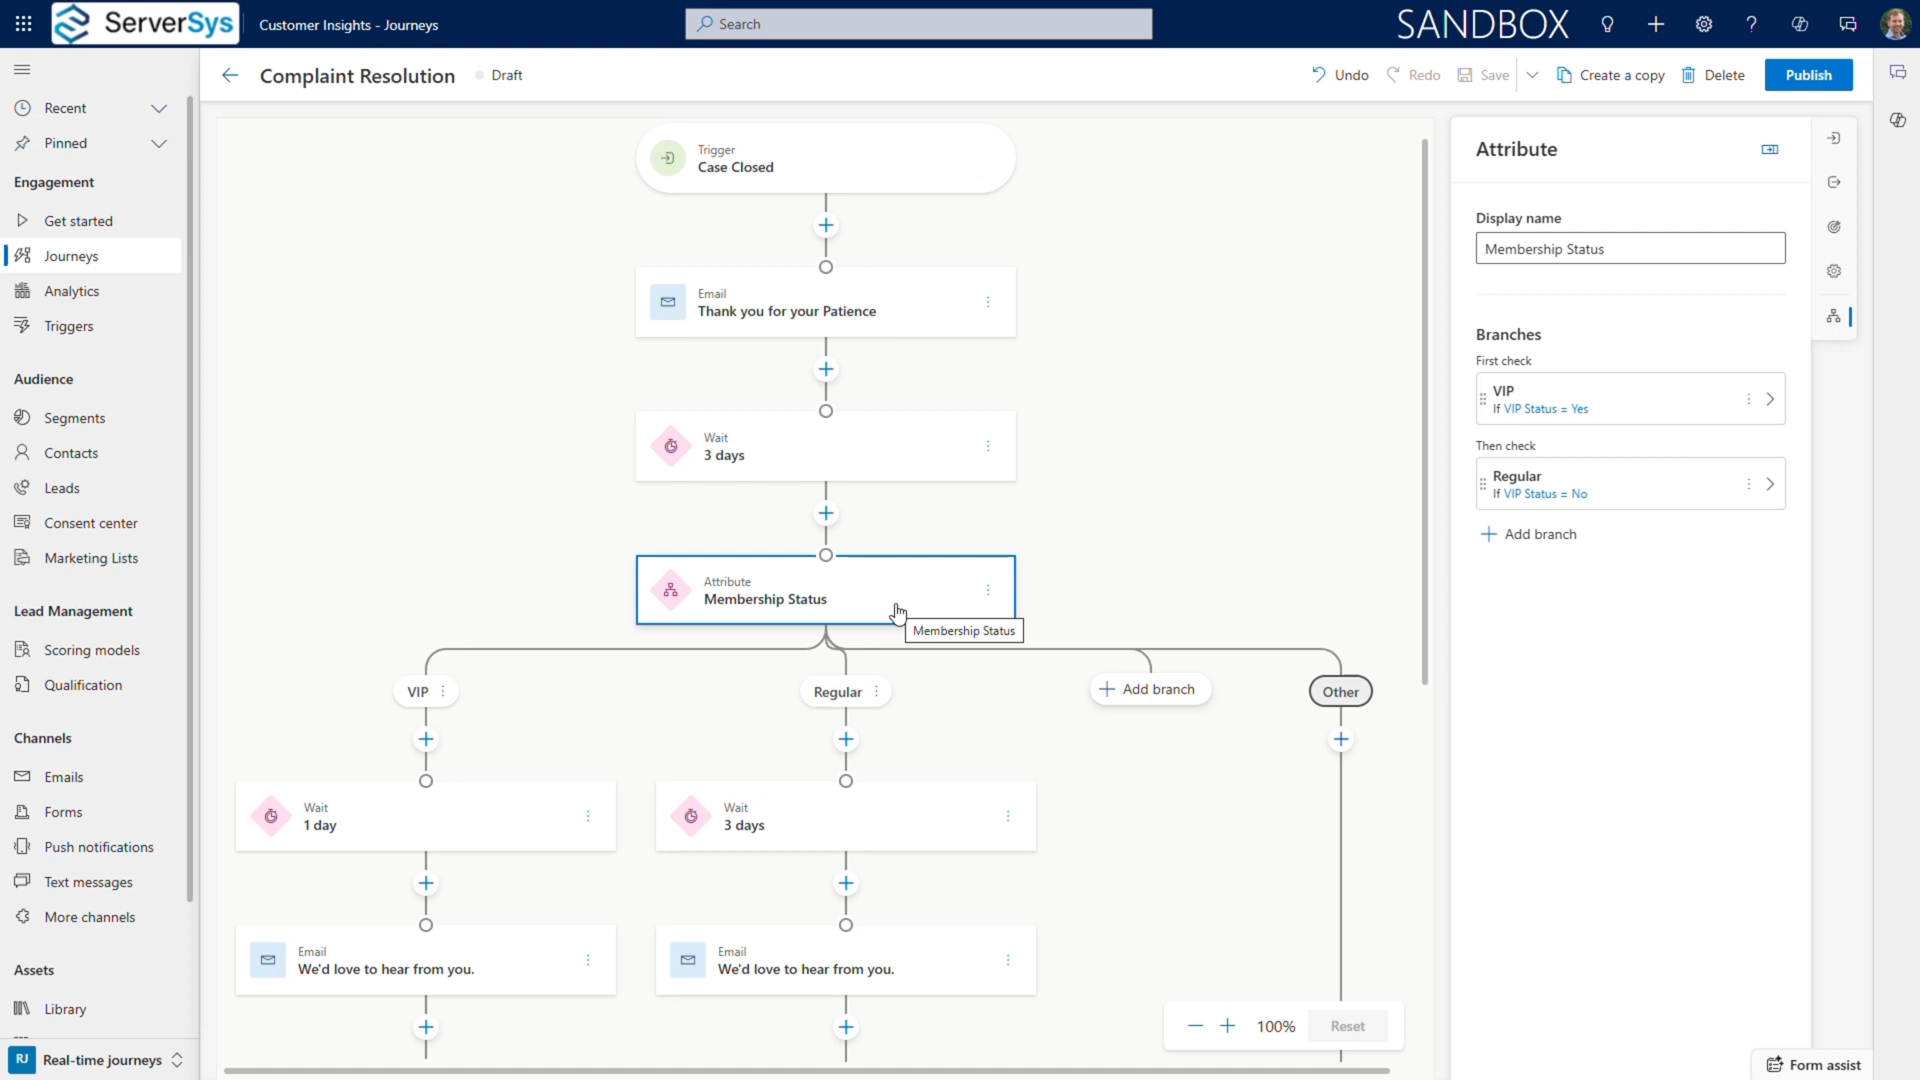 ServerSys
Customer Insights - Journeys
Search
SANDBOX
Complaint Resolution
Draft
Undo
Redo
Save
Create a copy
Delete
Publish
Recent
Pinned
Engagement
Get started
Journeys
Analytics
Triggers
Audience
Segments
Contacts
Leads
Consent center
Marketing Lists
Lead Management
Scoring models
Qualification
Channels
Emails
Forms
Push notifications
Text messages
More channels
Assets
Library
RJ Real-time journeys
Trigger
Case Closed
Email
Thank you for your Patience
Wait
3 days
Attribute
Membership Status
Membership Status
VIP
Regular
Add branch
Other
Wait
1 day
Wait
3 days
Email
We'd love to hear from you.
Email
We'd love to hear from you.
100%
Reset
Attribute
Display name
Membership Status
Branches
First check
VIP
If VIP Status = Yes
Then check
Regular
If VIP Status = No
Add branch
Form assist